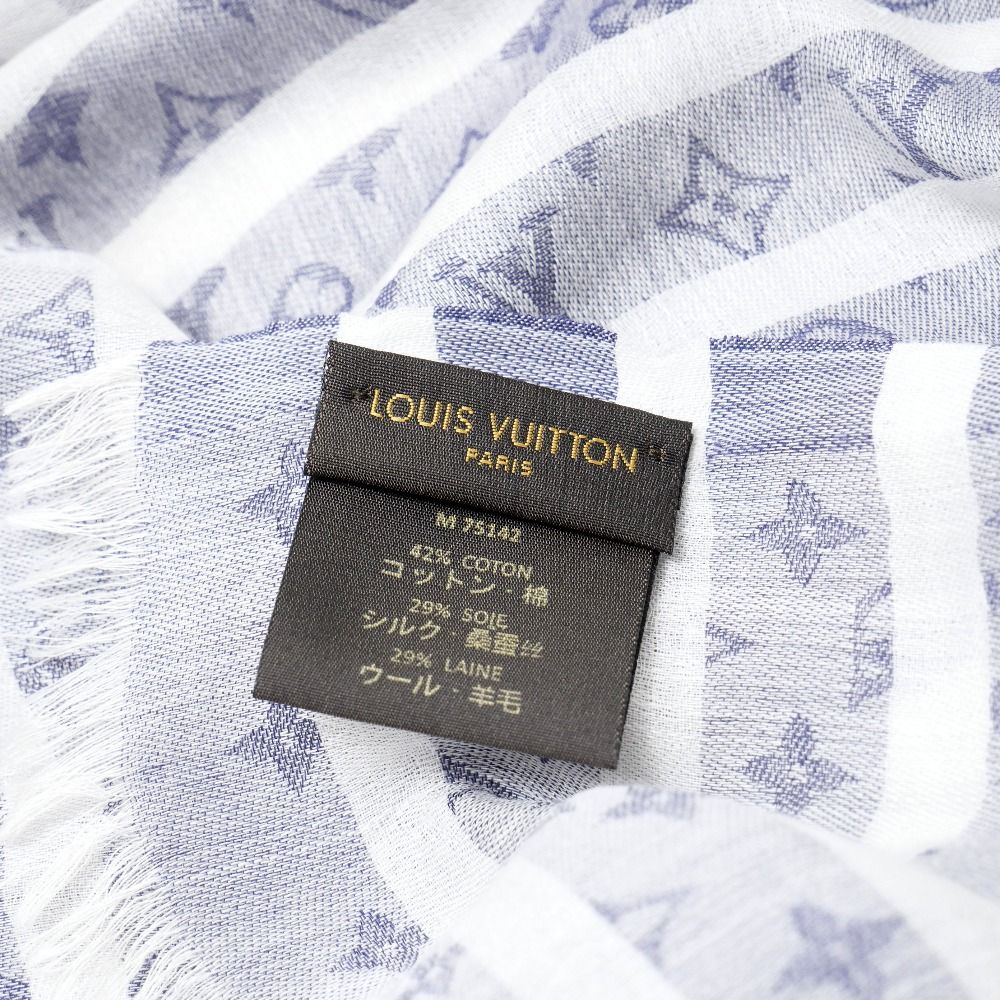 LOUIS VUITTON
PARIS
M 75142
42% COTON
コットン・綿
29% SOIE
シルク・桑蚕丝
29% LAINE
ウール・羊毛